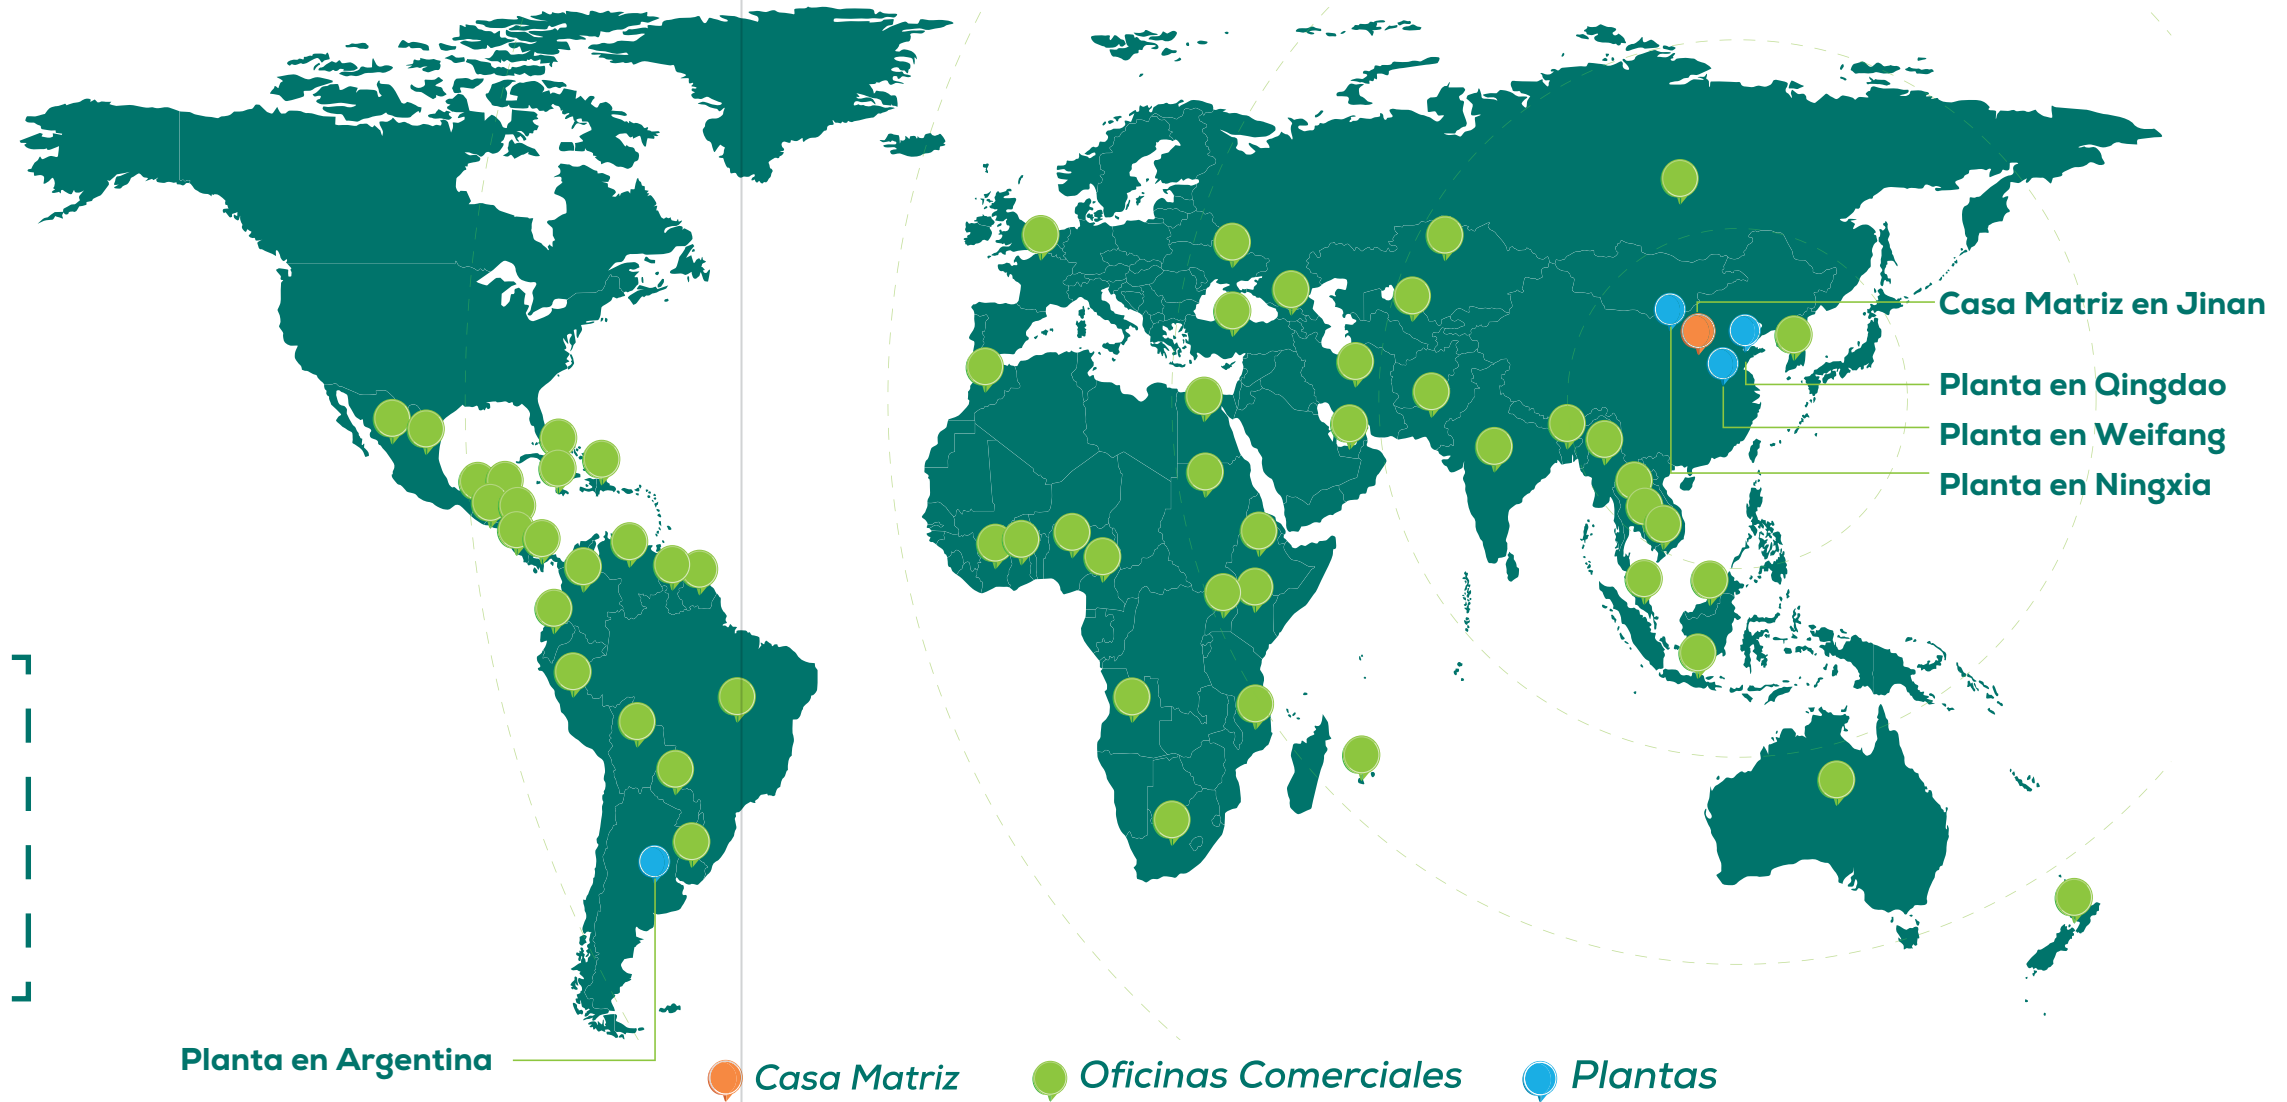 Casa Matriz en Jinan
Planta en Qingdao
Planta en Weifang
Planta en Ningxia
Planta en Argentina
Casa Matriz
Oficinas Comerciales
Plantas